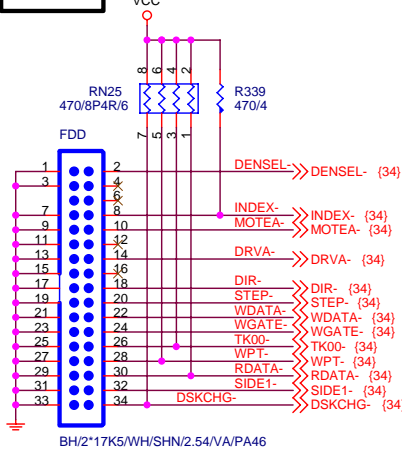 VCC
8 6 4 2
RN25
470/8P4R/6
R339
470/4
7 5 3 1
FDD
1 2 DENSEL- DENSEL- {34}
3 4
6
7 8 INDEX- INDEX- {34}
9 10 MOTEA- MOTEA- {34}
11 12
13 14 DRVA- DRVA- {34}
15 16
17 18 DIR- DIR- {34}
19 20 STEP- STEP- {34}
21 22 WDATA- WDATA- {34}
23 24 WGATE- WGATE- {34}
25 26 TK00- TK00- {34}
27 28 WPT- WPT- {34}
29 30 RDATA- RDATA- {34}
31 32 SIDE1- SIDE1- {34}
33 34 DSKCHG- DSKCHG- {34}
BH/2*17K5/WH/SHN/2.54/VA/PA46